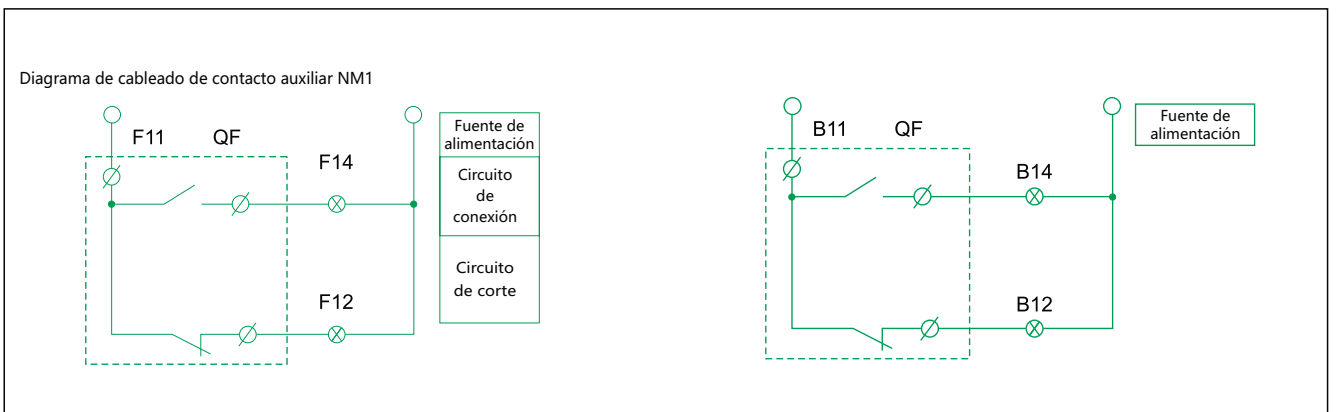 Diagrama de cableado de contacto auxiliar NM1
F11 QF
F14
F12
Fuente de
alimentación
Circuito
de
conexión
Circuito
de corte
B11 QF
B14
B12
Fuente de
alimentación